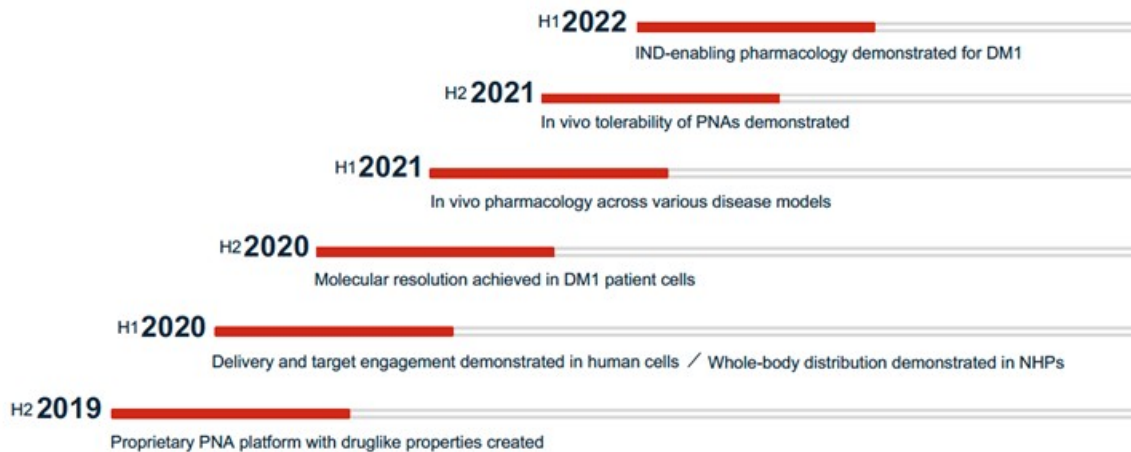 H1 2022
IND-enabling pharmacology demonstrated for DM1
H2 2021
In vivo tolerability of PNAs demonstrated
H1 2021
In vivo pharmacology across various disease models
H2 2020
Molecular resolution achieved in DM1 patient cells
H1 2020
Delivery and target engagement demonstrated in human cells / Whole-body distribution demonstrated in NHPs
H2 2019
Proprietary PNA platform with druglike properties created